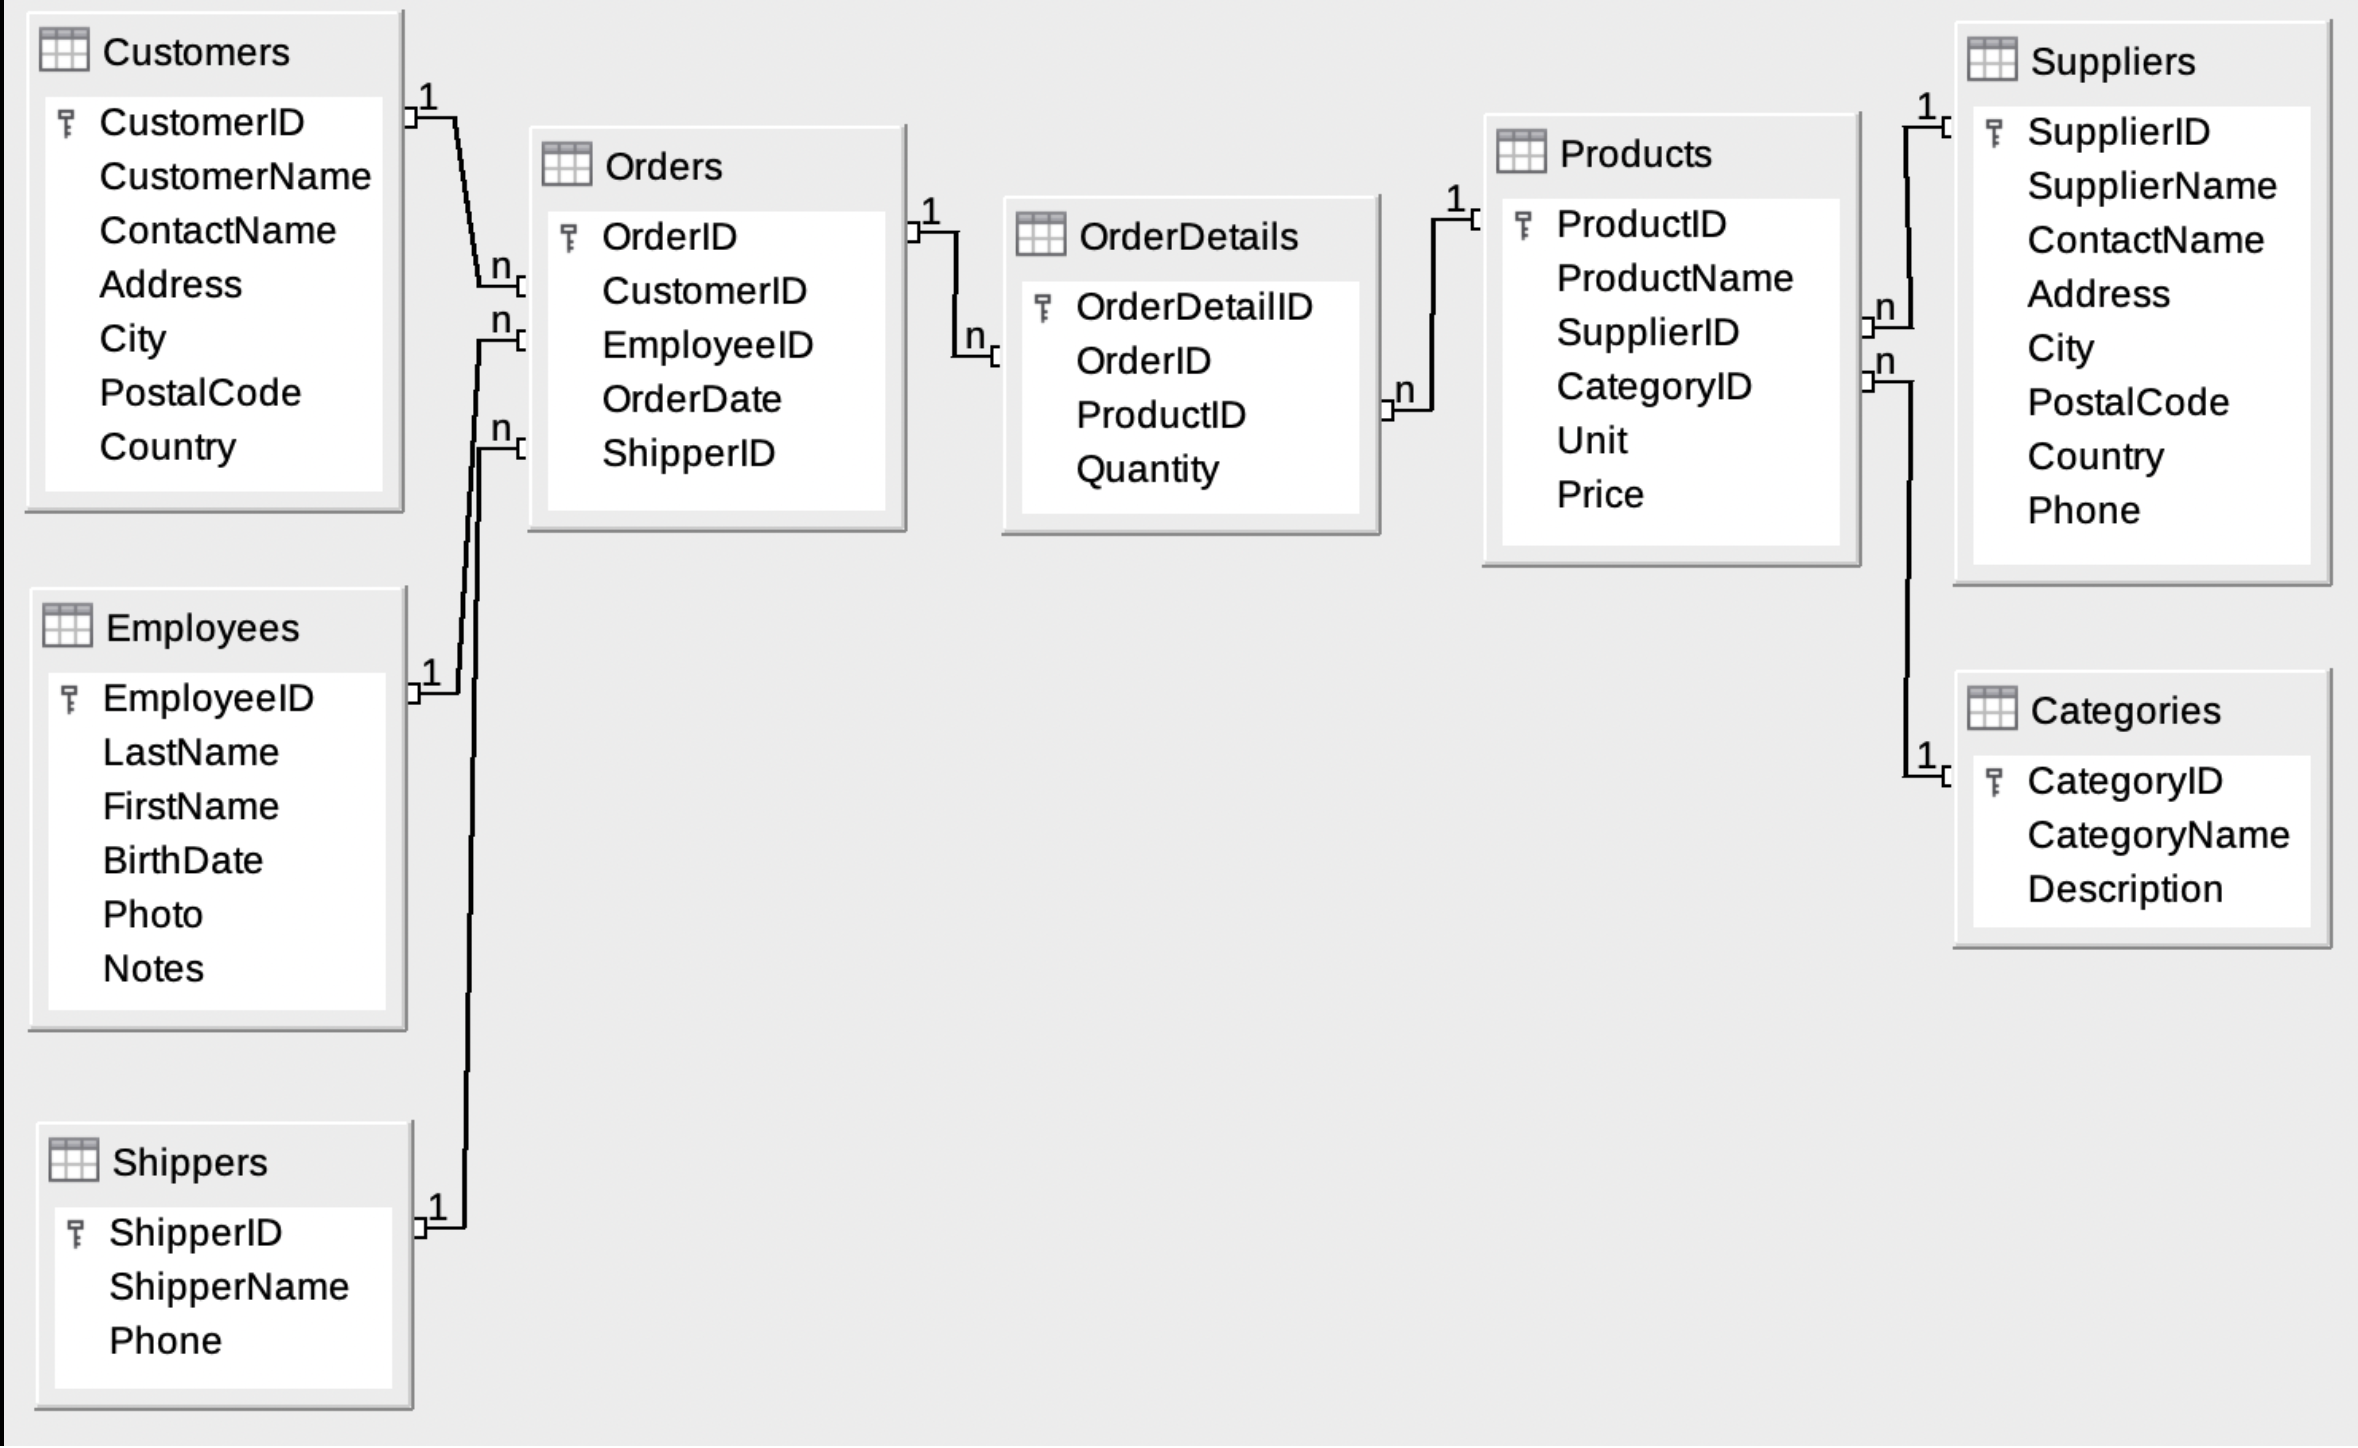 Customers
CustomerID
CustomerName
ContactName
Address
City
PostalCode
Country
1
n
Employees
EmployeeID
LastName
FirstName
BirthDate
Photo
Notes
1
n
Shippers
ShipperID
ShipperName
Phone
1
n
Orders
OrderID
CustomerID
EmployeeID
OrderDate
ShipperID
1
n
OrderDetails
OrderDetailID
OrderID
ProductID
Quantity
n
1
Products
ProductID
ProductName
SupplierID
CategoryID
Unit
Price
n
1
n
1
Suppliers
SupplierID
SupplierName
ContactName
Address
City
PostalCode
Country
Phone
Categories
CategoryID
CategoryName
Description